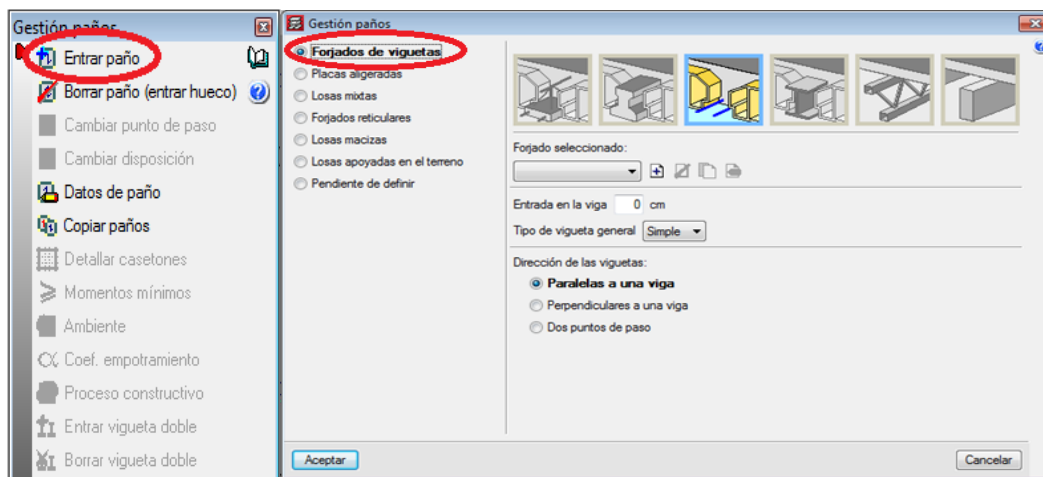 Gestión paños
Entrar paño
Borrar paño (entrar hueco)
Cambiar punto de paso
Cambiar disposición
Datos de paño
Copiar paños
Detallar casetones
Momentos mínimos
Ambiente
Coef. empotramiento
Proceso constructivo
Entrar vigueta doble
Borrar vigueta doble
Gestión paños
Forjados de viguetas
Placas aligeradas
Losas mixtas
Forjados reticulares
Losas macizas
Losas apoyadas en el terreno
Pendiente de definir
Forjado seleccionado:
Entrada en la viga 0 cm
Tipo de vigueta general Simple
Dirección de las viguetas:
Paralelas a una viga
Perpendiculares a una viga
Dos puntos de paso
Aceptar
Cancelar